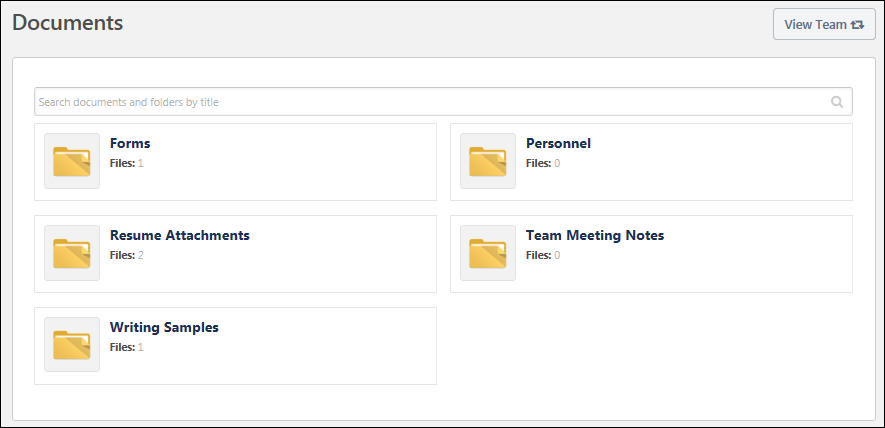 Documents
View Team
Search documents and folders by title
Forms
Files: 1
Personnel
Files: 0
Resume Attachments
Files: 2
Team Meeting Notes
Files: 0
Writing Samples
Files: 1